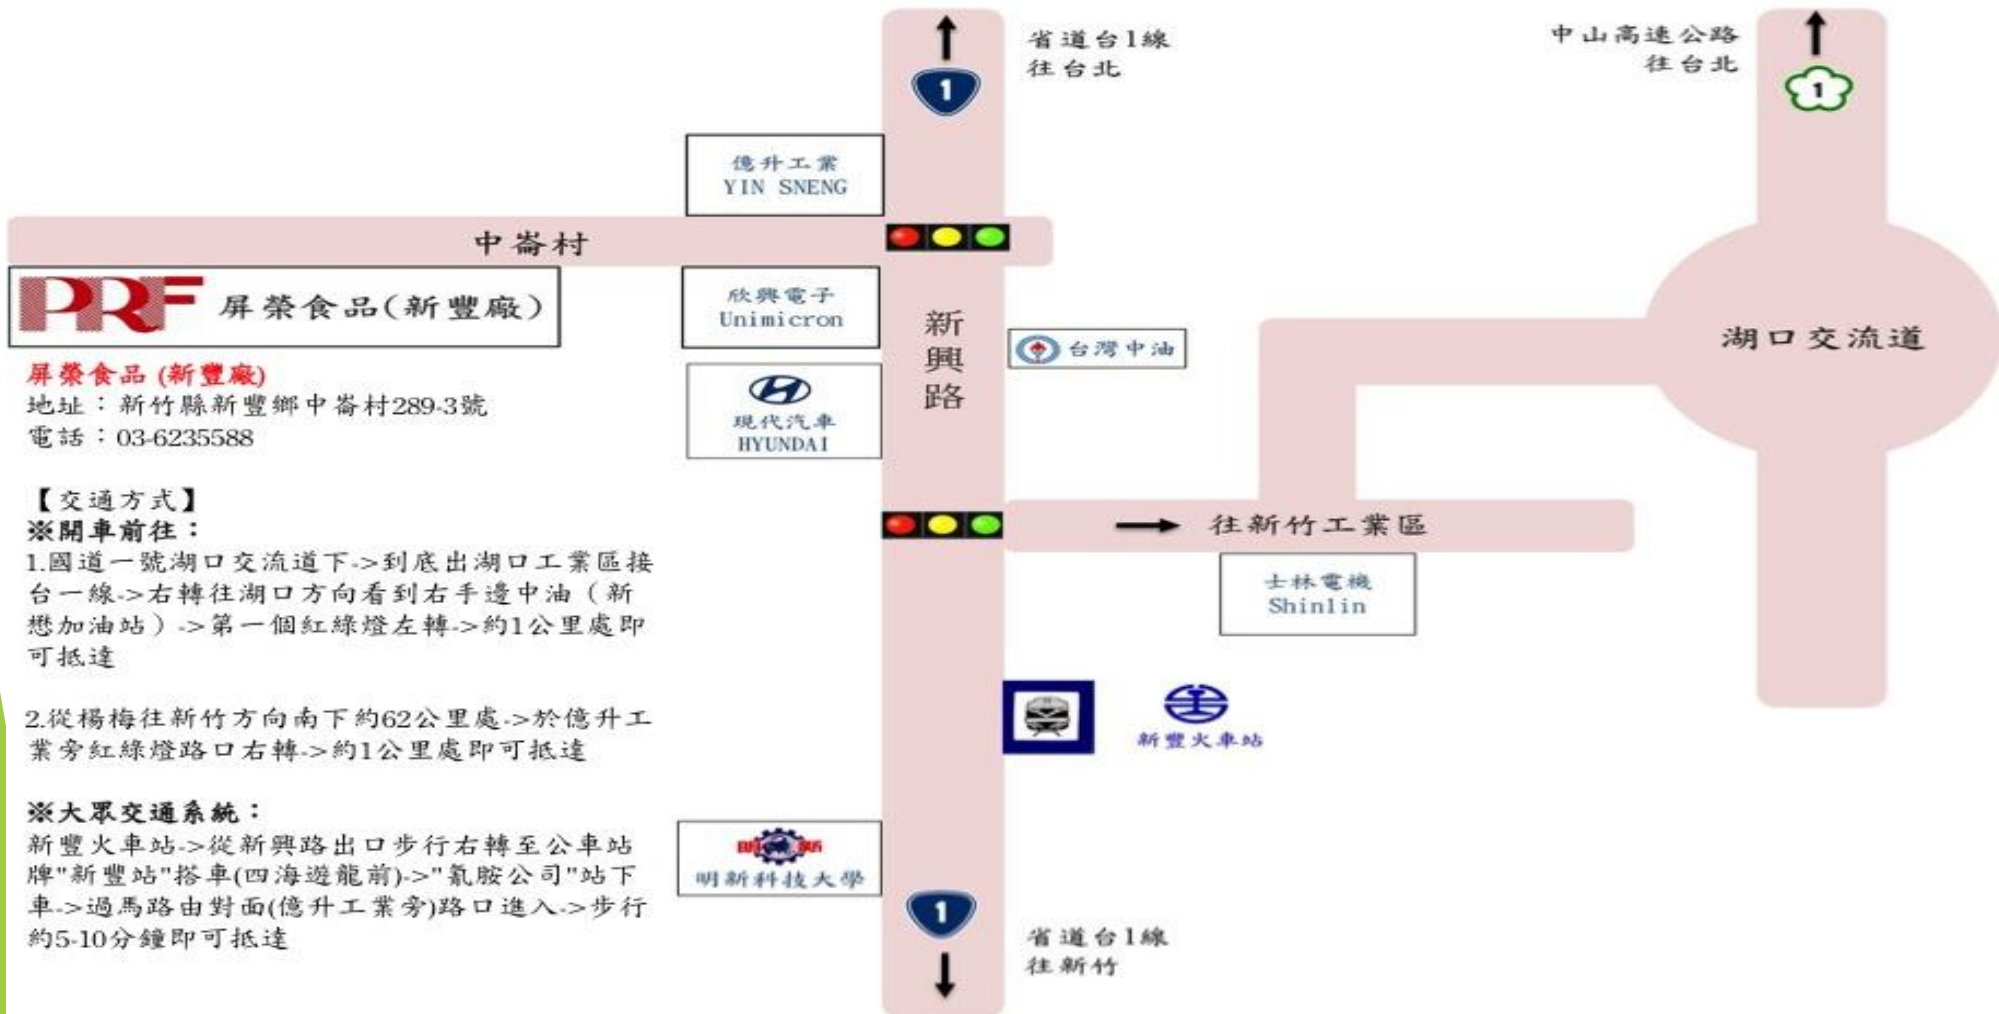 省道台1線
往台北
1
中山高速公路
往台北
1
億升工業
YIN SNENG
中崙村
PRF 屏榮食品(新豐廠)
欣興電子
Unimicron
新興路
台灣中油
湖口交流道
現代汽車
HYUNDAI
屏榮食品 (新豐廠)
地址：新竹縣新豐鄉中崙村289-3號
電話：03-6235588
【交通方式】
※開車前往：
1.國道一號湖口交流道下->到底出湖口工業區接
台一線->右轉往湖口方向看到右手邊中油（新
懋加油站）->第一個紅綠燈左轉->約1公里處即
可抵達
2.從楊梅往新竹方向南下約62公里處->於億升工
業旁紅綠燈路口右轉->約1公里處即可抵達
※大眾交通系統：
新豐火車站->從新興路出口步行右轉至公車站
牌"新豐站"搭車(四海遊龍前)->"氰胺公司"站下
車->過馬路由對面(億升工業旁)路口進入->步行
約5-10分鐘即可抵達
往新竹工業區
士林電機
Shinlin
新豐火車站
明新
明新科技大學
1
省道台1線
往新竹